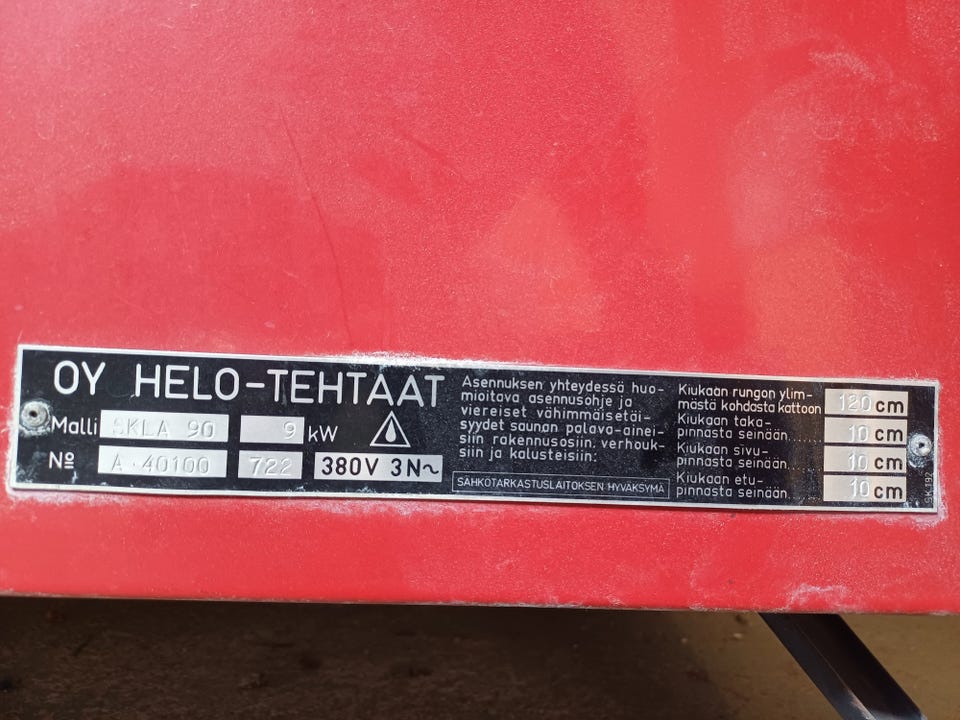 OY HELO-TEHTAAT
Malli SKLA 90 9 kW
№ A·40100 722 380V 3N~
Asennuksen yhteydessä huo-
mioitava asennusohje ja
viereiset vähimmäisetäi-
syydet saunan palava-ainei-
siin rakennusosiin, verhouk-
siin ja kalusteisiin:
SÄHKÖTARKASTUSLAITOKSEN HYVÄKSYMÄ
Kiukaan rungon ylim-
mästä kohdasta kattoon 120 cm
Kiukaan taka-
pinnasta seinään...... 10 cm
Kiukaan sivu-
pinnasta seinään... 10 cm
Kiukaan etu-
pinnasta seinään... 10 cm